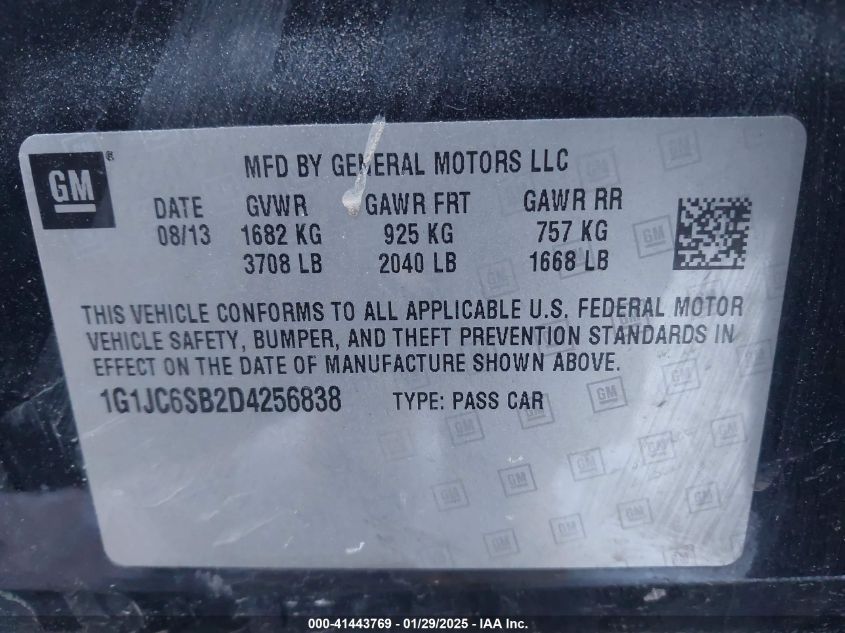 GM®
MFD BY GENERAL MOTORS LLC
DATE GVWR GAWR FRT GAWR RR
08/13 1682 KG 925 KG 757 KG
3708 LB 2040 LB 1668 LB
THIS VEHICLE CONFORMS TO ALL APPLICABLE U.S. FEDERAL MOTOR
VEHICLE SAFETY, BUMPER, AND THEFT PREVENTION STANDARDS IN
EFFECT ON THE DATE OF MANUFACTURE SHOWN ABOVE.
1G1JC6SB2D4256838 TYPE: PASS CAR
000-41443769 - 01/29/2025 - IAA Inc.